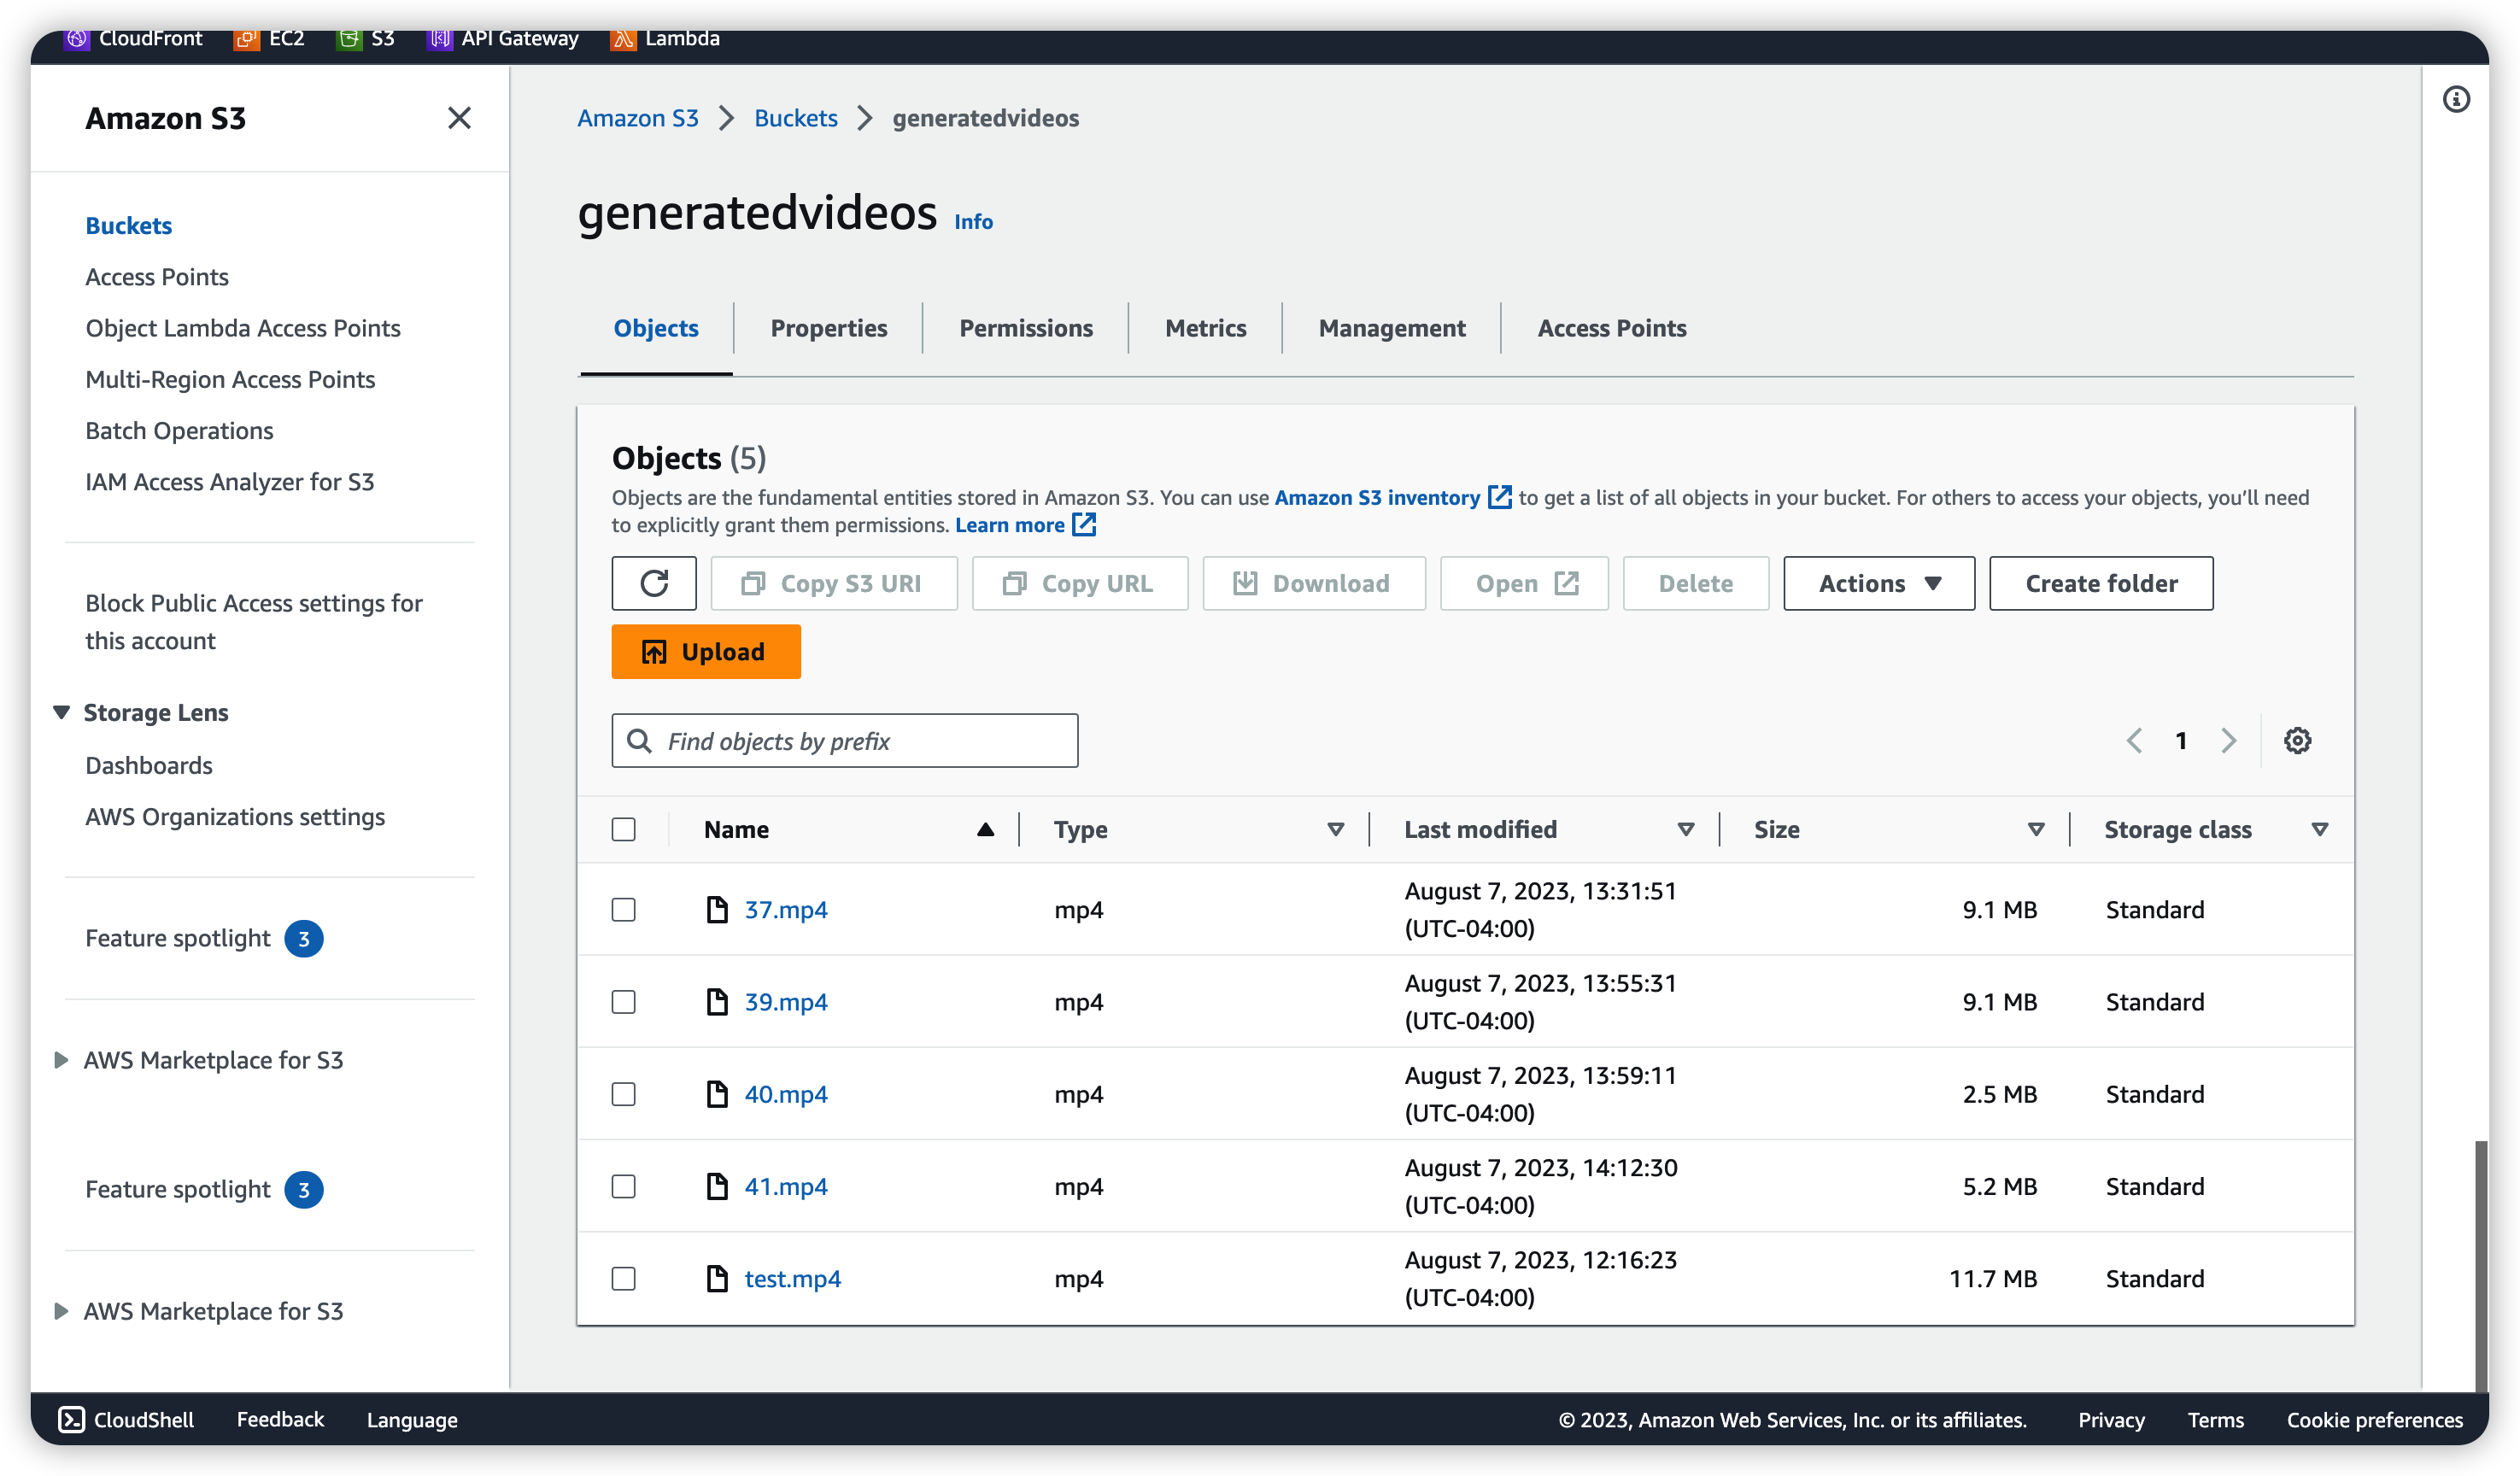 CloudFront EC2 S3 API Gateway Lambda
Amazon S3
Buckets
Access Points
Object Lambda Access Points
Multi-Region Access Points
Batch Operations
IAM Access Analyzer for S3
Block Public Access settings for
this account
Storage Lens
Dashboards
AWS Organizations settings
Feature spotlight 3
AWS Marketplace for S3
Feature spotlight 3
AWS Marketplace for S3
Amazon S3 Buckets generatedvideos
generatedvideos Info
Objects Properties Permissions Metrics Management Access Points
Objects (5)
Objects are the fundamental entities stored in Amazon S3. You can use Amazon S3 inventory to get a list of all objects in your bucket. For others to access your objects, you'll need
to explicitly grant them permissions. Learn more
Copy S3 URI Copy URL Download Open Delete Actions Create folder
Upload
Find objects by prefix
1
Name Type Last modified Size Storage class
37.mp4 mp4 August 7, 2023, 13:31:51 9.1 MB Standard
(UTC-04:00)
39.mp4 mp4 August 7, 2023, 13:55:31 9.1 MB Standard
(UTC-04:00)
40.mp4 mp4 August 7, 2023, 13:59:11 2.5 MB Standard
(UTC-04:00)
41.mp4 mp4 August 7, 2023, 14:12:30 5.2 MB Standard
(UTC-04:00)
test.mp4 mp4 August 7, 2023, 12:16:23 11.7 MB Standard
(UTC-04:00)
CloudShell Feedback Language © 2023, Amazon Web Services, Inc. or its affiliates. Privacy Terms Cookie preferences